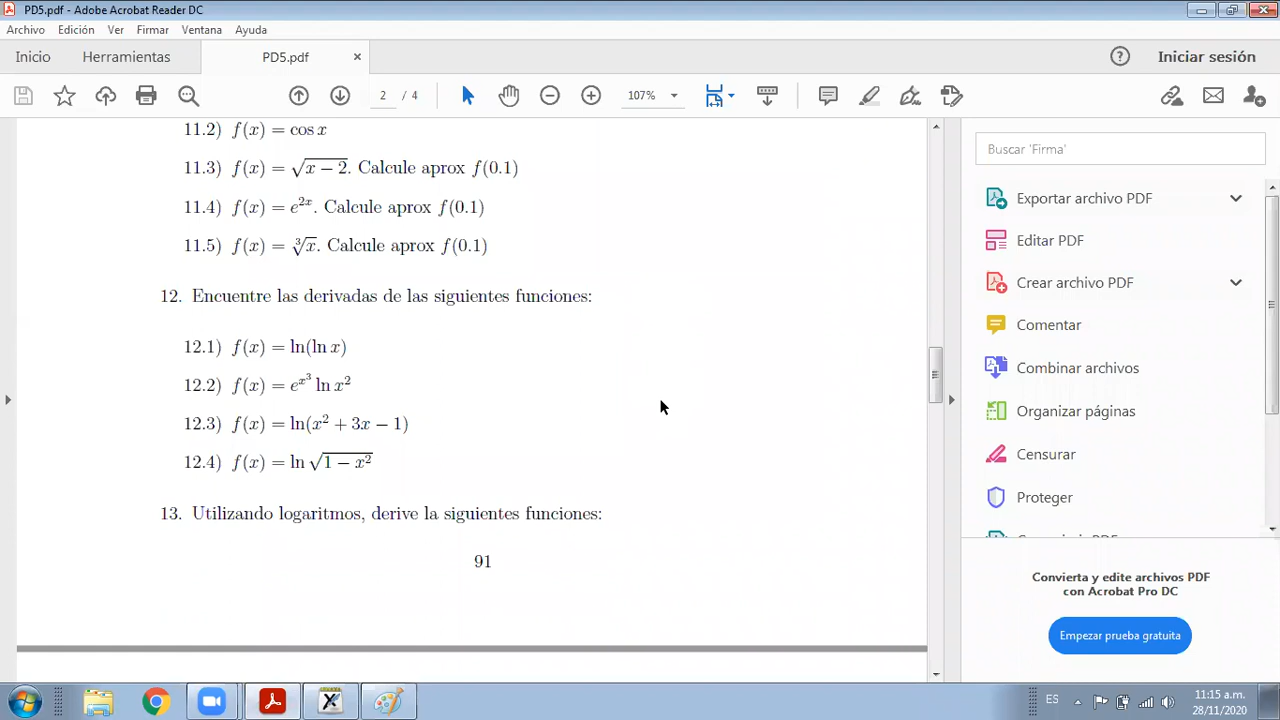 PD5.pdf - Adobe Acrobat Reader DC
Archivo Edición Ver Firmar Ventana Ayuda
Inicio Herramientas PD5.pdf × Iniciar sesión
2 / 4 107%
11.2) f(x) = cos x
11.3) f(x) = √(x − 2). Calcule aprox f(0.1)
11.4) f(x) = e^{2x}. Calcule aprox f(0.1)
11.5) f(x) = ∛x. Calcule aprox f(0.1)
12. Encuentre las derivadas de las siguientes funciones:
12.1) f(x) = ln(ln x)
12.2) f(x) = e^{x^3} ln x^2
12.3) f(x) = ln(x^2 + 3x − 1)
12.4) f(x) = ln √(1 − x^2)
13. Utilizando logaritmos, derive la siguientes funciones:
91
Buscar 'Firma'
Exportar archivo PDF
Editar PDF
Crear archivo PDF
Comentar
Combinar archivos
Organizar páginas
Censurar
Proteger
Convierta y edite archivos PDF
con Acrobat Pro DC
Empezar prueba gratuita
ES 11:15 a.m.
28/11/2020